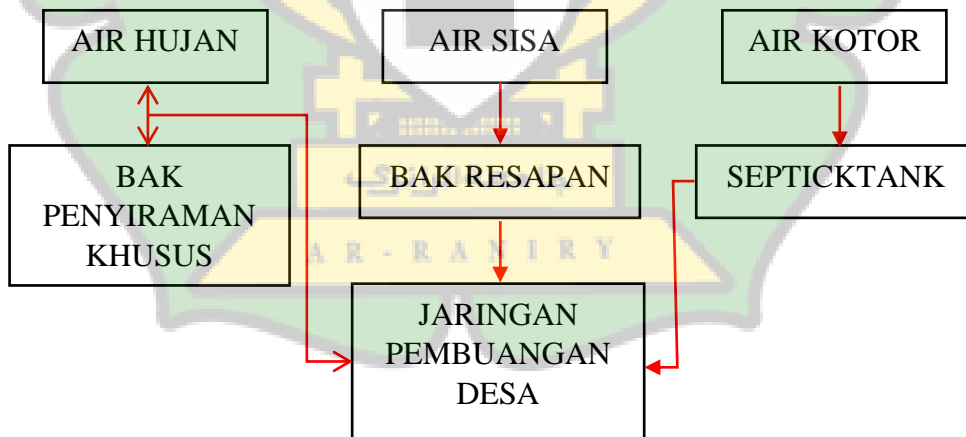 AIR HUJAN
AIR SISA
AIR KOTOR
BAK
PENYIRAMAN
KHUSUS
BAK RESAPAN
SEPTICKTANK
AR-RANIRY
JARINGAN
PEMBUANGAN
DESA